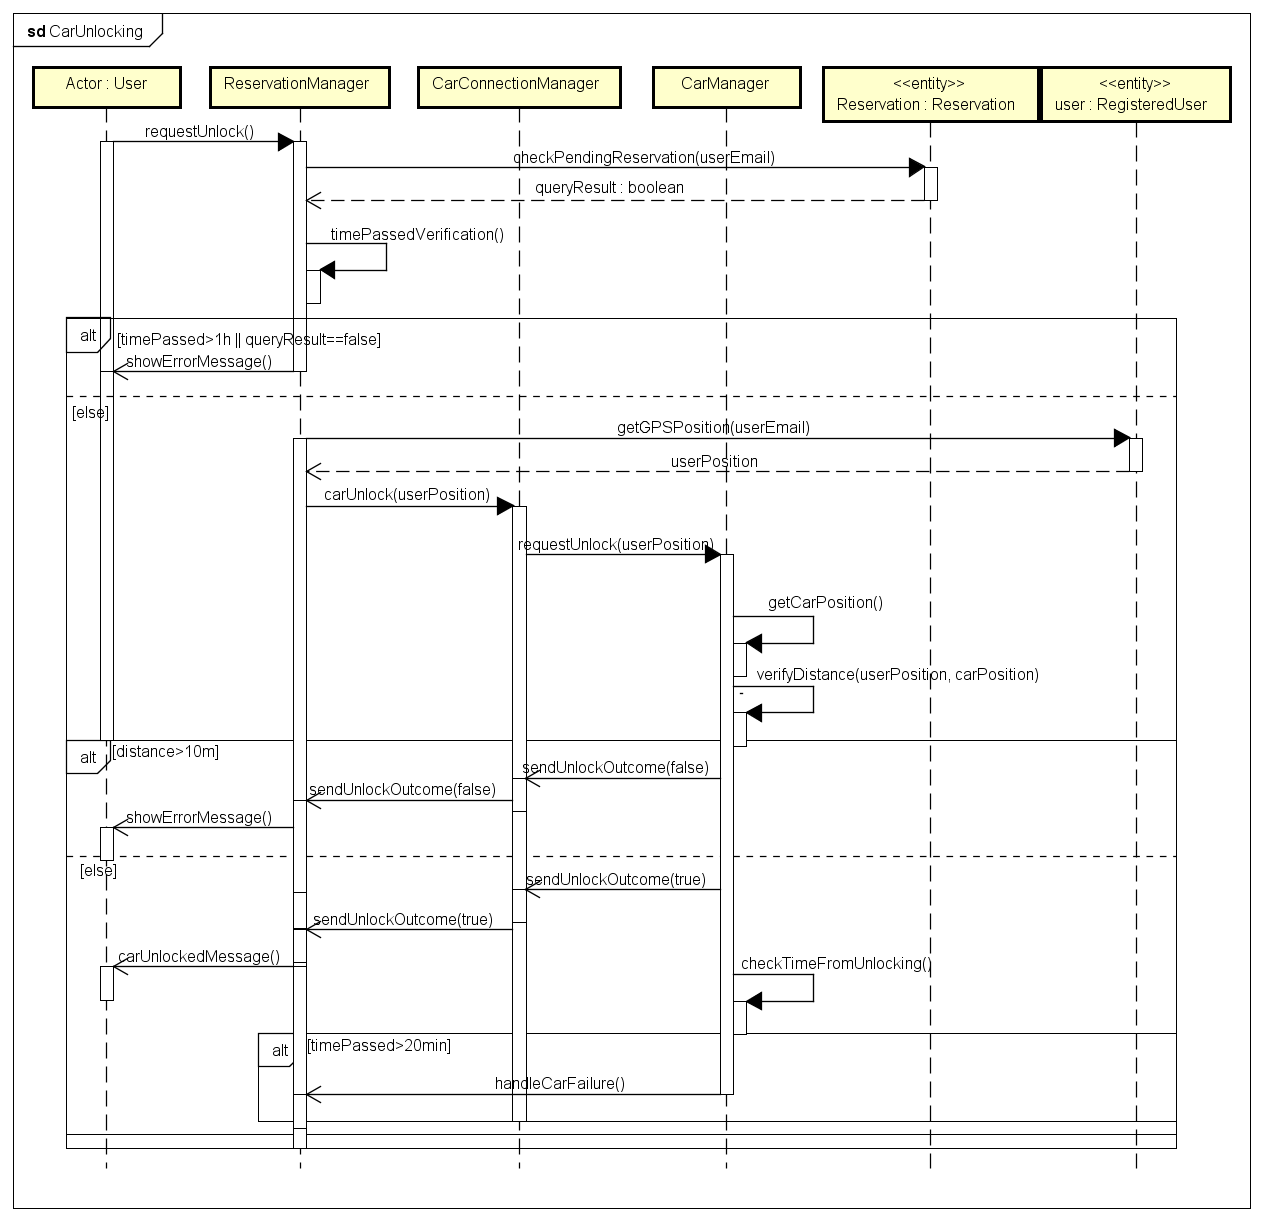 sd CarUnlocking
Actor : User
ReservationManager
CarConnectionManager
CarManager
<<entity>>
Reservation : Reservation
<<entity>>
user : RegisteredUser
requestUnlock()
checkPendingReservation(userEmail)
queryResult : boolean
timePassedVerification()
alt
[timePassed>1h || queryResult==false]
showErrorMessage()
[else]
getGPSPosition(userEmail)
userPosition
carUnlock(userPosition)
requestUnlock(userPosition)
getCarPosition()
verifyDistance(userPosition, carPosition)
-
alt
[distance>10m]
sendUnlockOutcome(false)
sendUnlockOutcome(false)
showErrorMessage()
[else]
sendUnlockOutcome(true)
sendUnlockOutcome(true)
carUnlockedMessage()
checkTimeFromUnlocking()
alt
[timePassed>20min]
handleCarFailure()